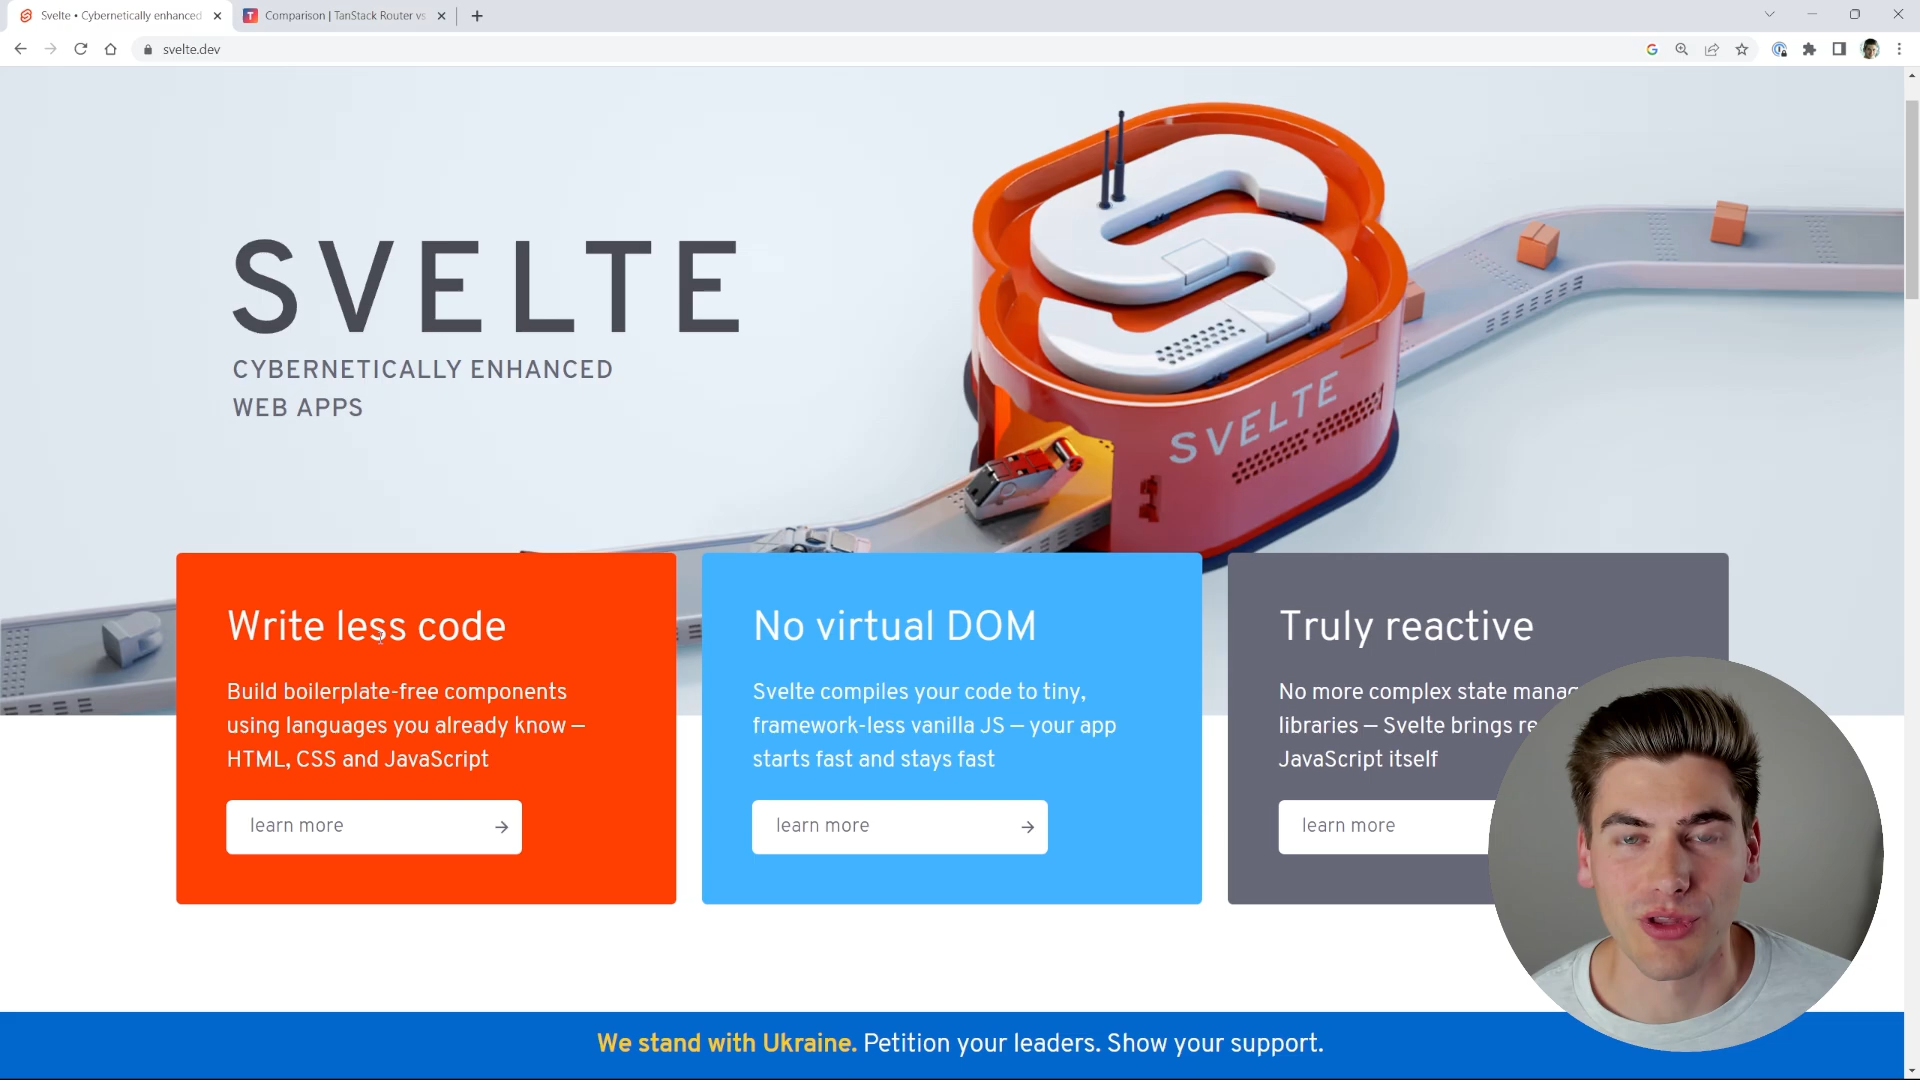 Svelte • Cybernetically enhanced
Comparison | TanStack Router vs
svelte.dev
SVELTE
CYBERNETICALLY ENHANCED
WEB APPS
SVELTE
Write less code
Build boilerplate-free components
using languages you already know —
HTML, CSS and JavaScript
learn more
No virtual DOM
Svelte compiles your code to tiny,
framework-less vanilla JS — your app
starts fast and stays fast
learn more
Truly reactive
No more complex state
libraries — Svelte brings
JavaScript itself
learn more
We stand with Ukraine. Petition your leaders. Show your support.